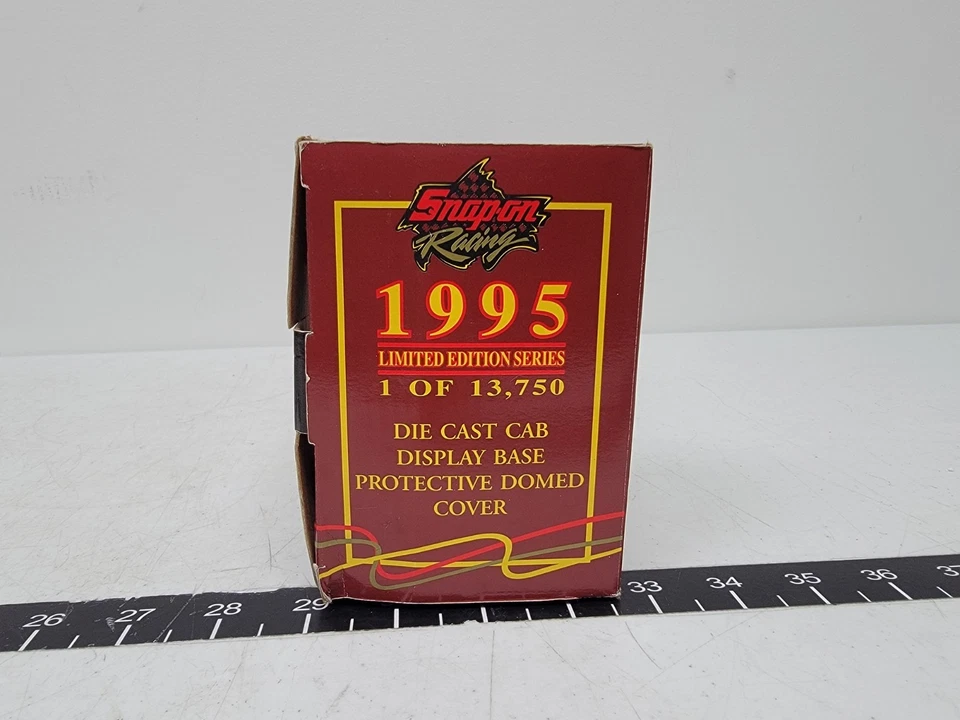 Snap-on
Racing
1995
LIMITED EDITION SERIES
1 OF 13,750
DIE CAST CAB
DISPLAY BASE
PROTECTIVE DOMED
COVER
26 27 28 29 33 34 35 36 37